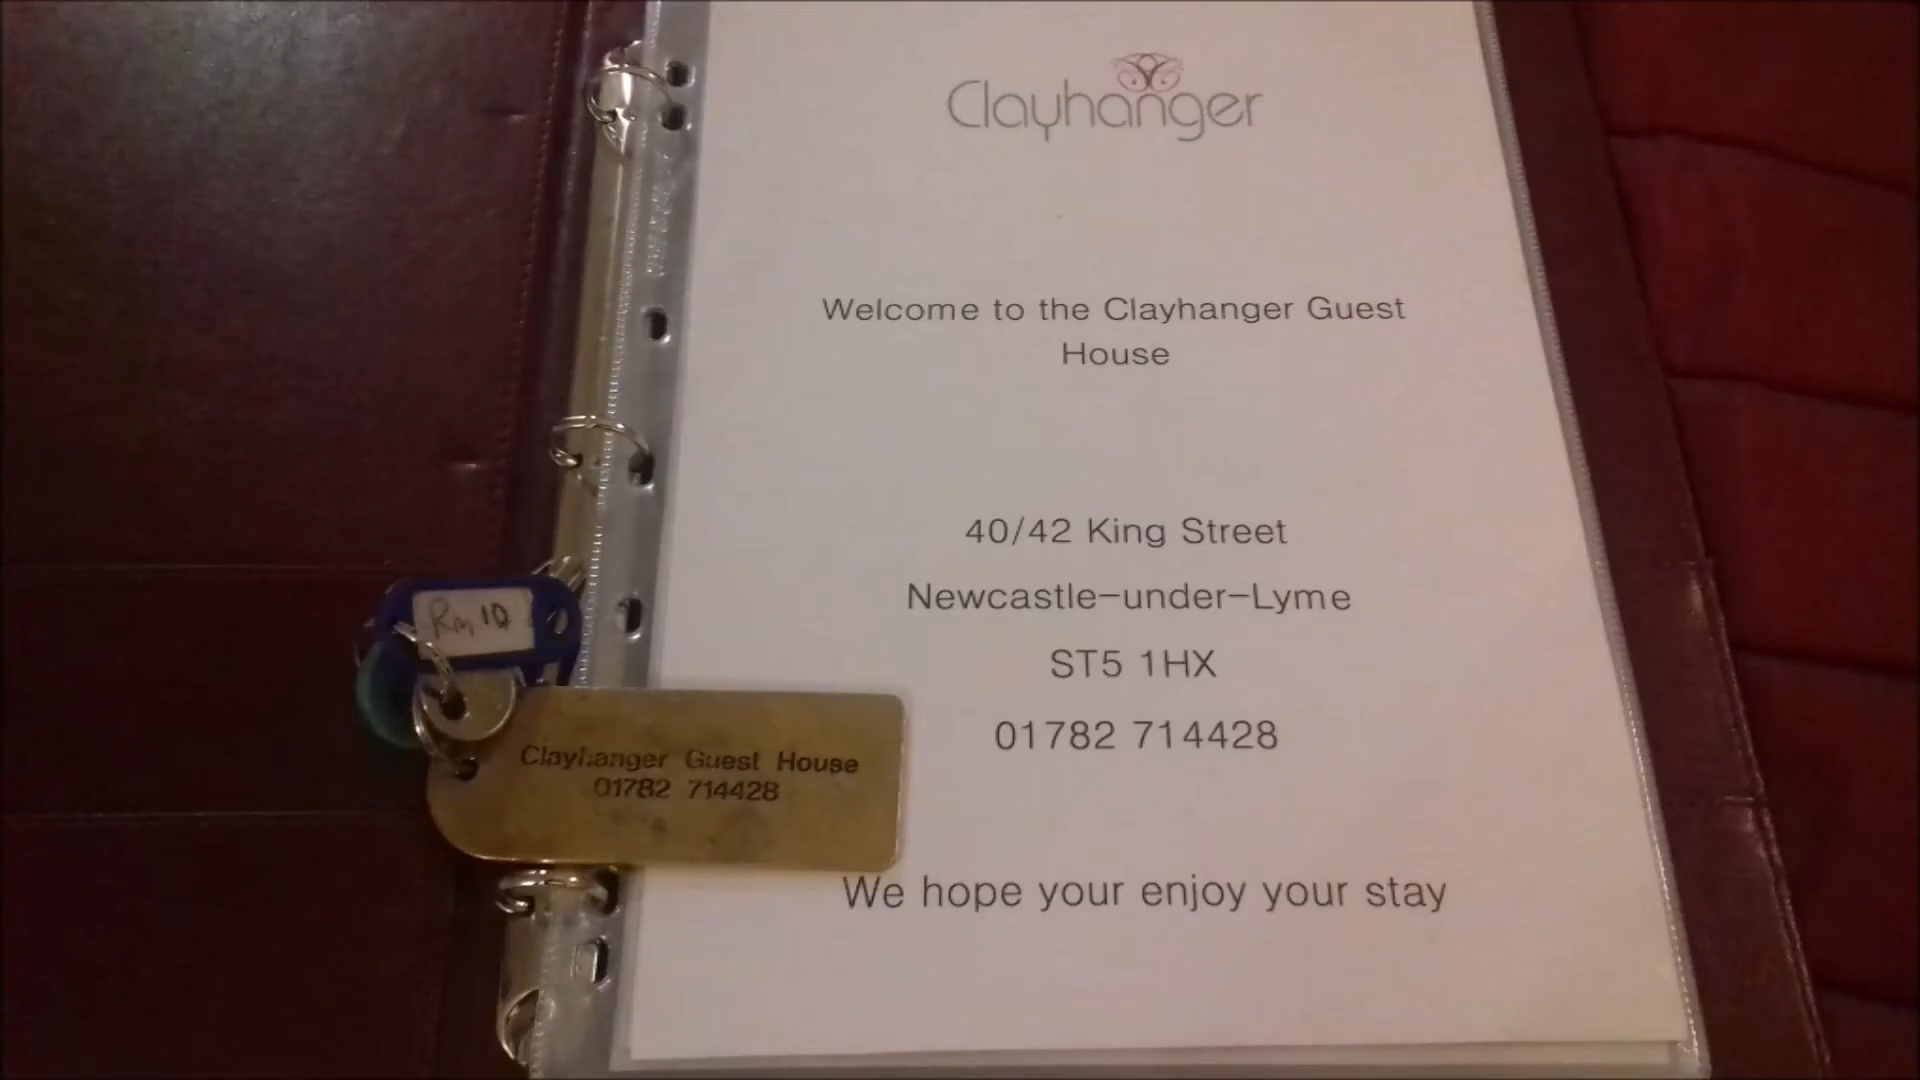 Clayhanger
Welcome to the Clayhanger Guest
House
40/42 King Street
Newcastle-under-Lyme
ST5 1HX
01782 714428
We hope your enjoy your stay
Rm 10
Clayhanger Guest House
01782 714428